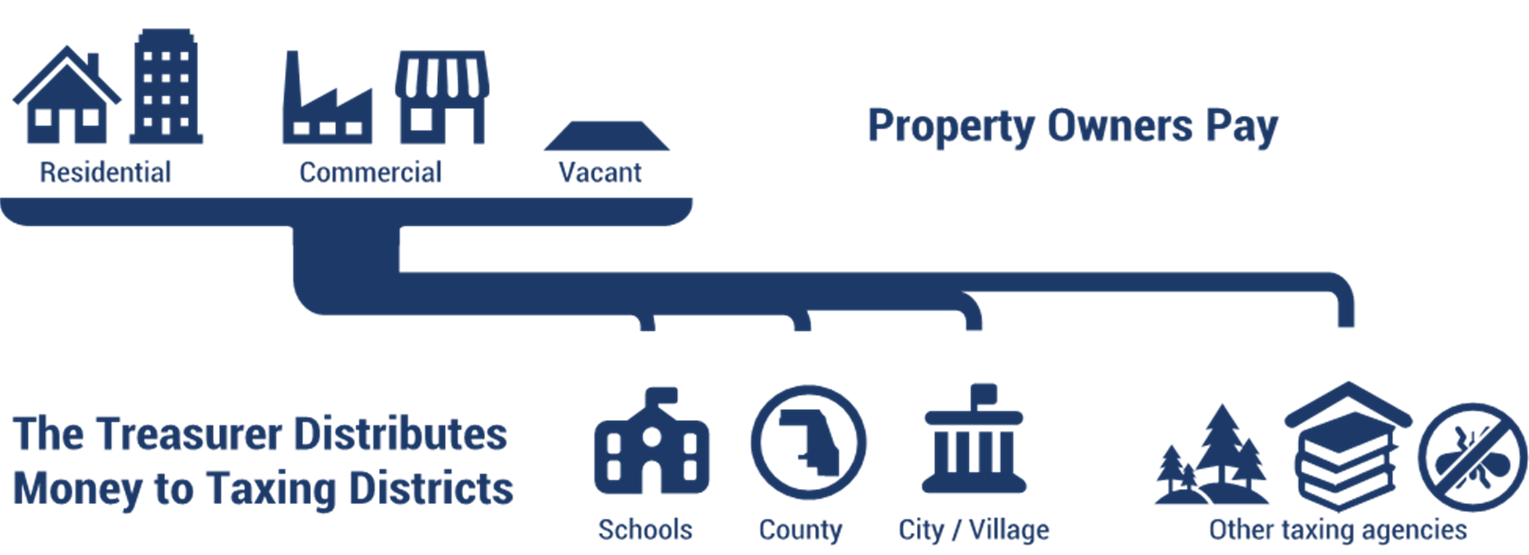 Residential
Commercial
Vacant
Property Owners Pay
The Treasurer Distributes
Money to Taxing Districts
Schools
County
City / Village
Other taxing agencies